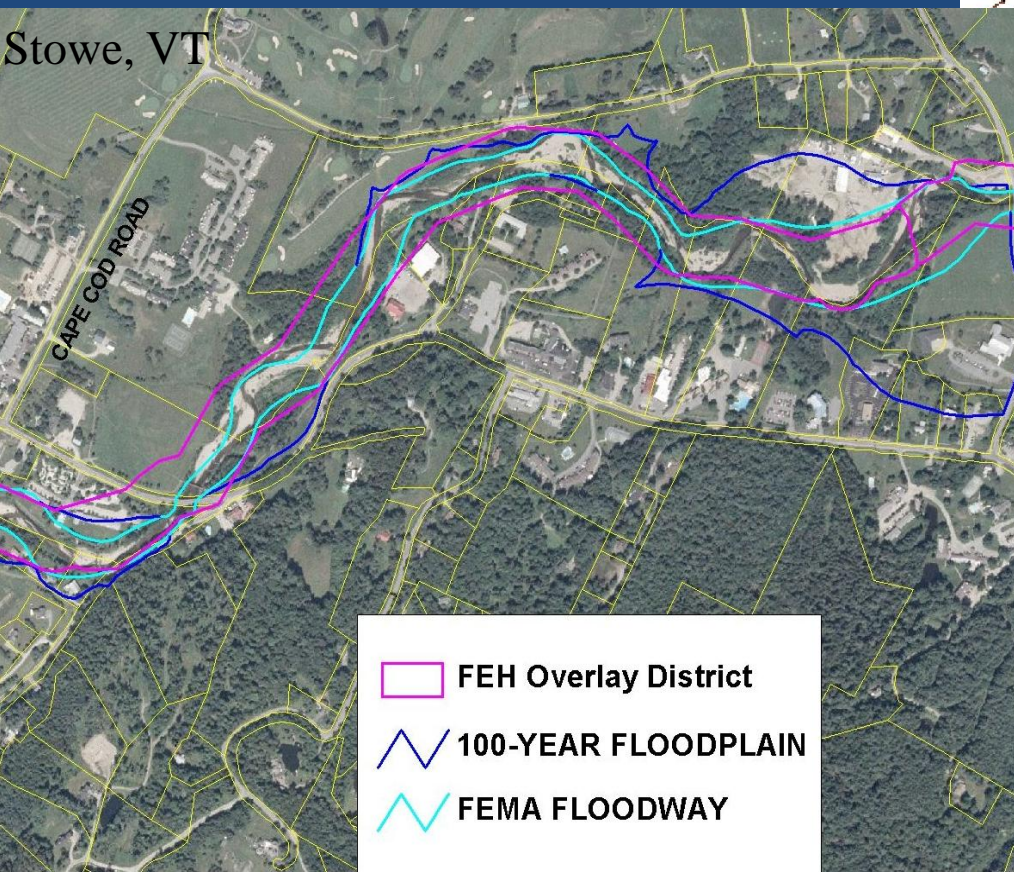 Stowe, VT
CAPE COD ROAD
FEH Overlay District
100-YEAR FLOODPLAIN
FEMA FLOODWAY